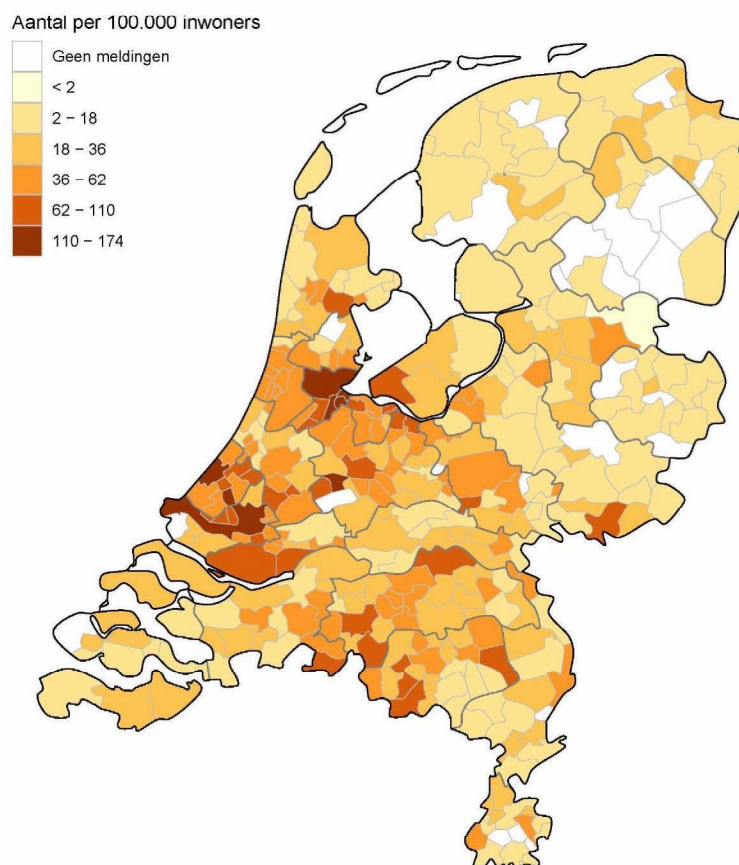 Aantal per 100.000 inwoners
Geen meldingen
< 2
2 – 18
18 – 36
36 – 62
62 – 110
110 – 174